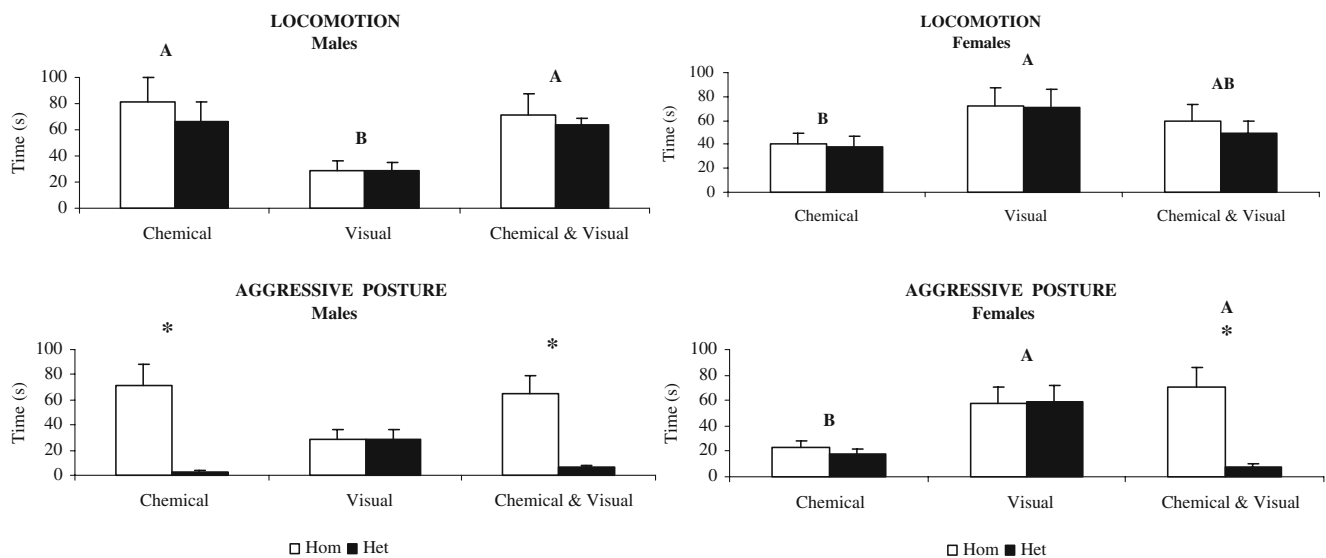 LOCOMOTION
Males
A
A
B
100
80
60
40
20
0
Time (s)
Chemical
Visual
Chemical & Visual
LOCOMOTION
Females
A
AB
B
100
80
60
40
20
0
Time (s)
Chemical
Visual
Chemical & Visual
AGGRESSIVE POSTURE
Males
*
*
100
80
60
40
20
0
Time (s)
Chemical
Visual
Chemical & Visual
Hom Het
AGGRESSIVE POSTURE
Females
A
*
A
B
100
80
60
40
20
0
Time (s)
Chemical
Visual
Chemical & Visual
Hom Het